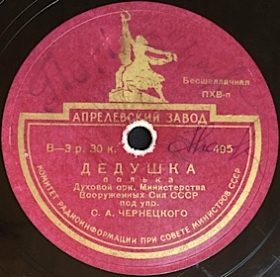 Бесшеллачная
ПХВ-п
АПРЕЛЕВСКИЙ ЗАВОД
В—3 р. 30 к.
405
ДЕДУШКА
полька
Духовой орк. Министерства
Вооруженных Сил СССР
под упр.
С. А. ЧЕРНЕЦКОГО
КОМИТЕТ РАДИОИНФОРМАЦИИ ПРИ СОВЕТЕ МИНИСТРОВ СССР